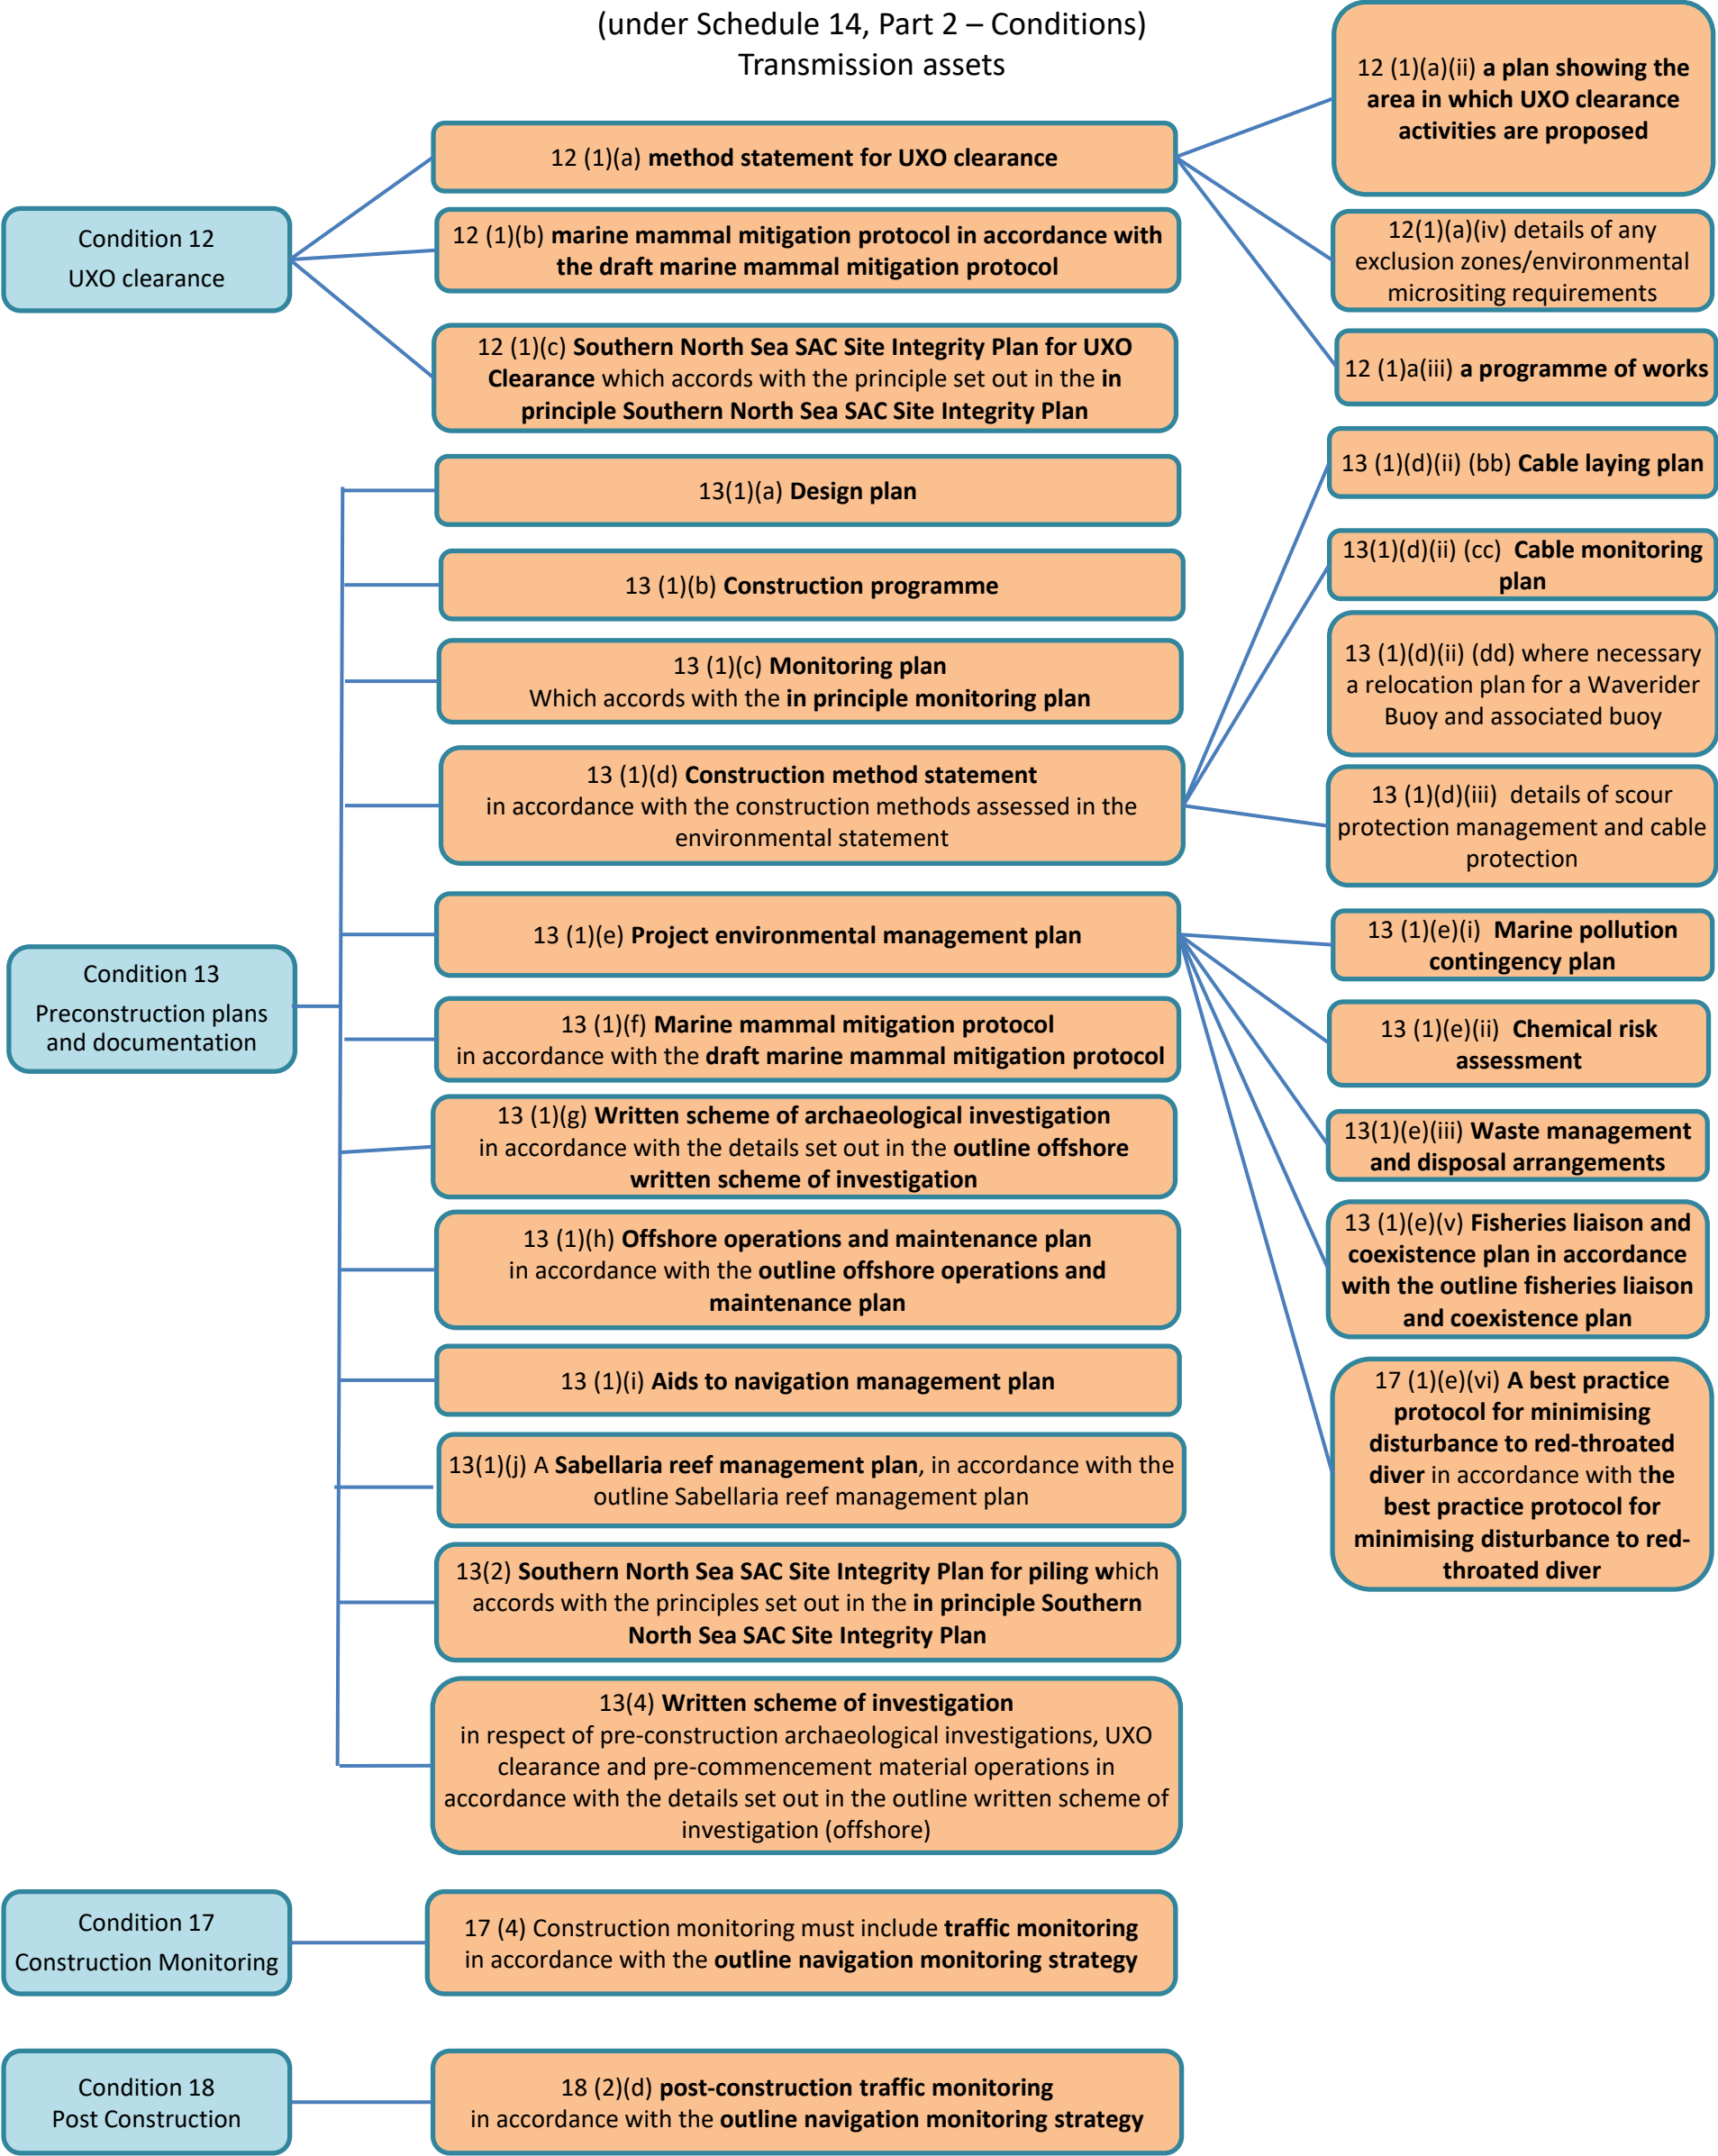 (under Schedule 14, Part 2 – Conditions)
Transmission assets
Condition 12
UXO clearance
12 (1)(a) method statement for UXO clearance
12 (1)(b) marine mammal mitigation protocol in accordance with
the draft marine mammal mitigation protocol
12 (1)(c) Southern North Sea SAC Site Integrity Plan for UXO
Clearance which accords with the principle set out in the in
principle Southern North Sea SAC Site Integrity Plan
12 (1)(a)(ii) a plan showing the
area in which UXO clearance
activities are proposed
12(1)(a)(iv) details of any
exclusion zones/environmental
micrositing requirements
12 (1)a(iii) a programme of works
Condition 13
Preconstruction plans
and documentation
13(1)(a) Design plan
13 (1)(b) Construction programme
13 (1)(c) Monitoring plan
Which accords with the in principle monitoring plan
13 (1)(d) Construction method statement
in accordance with the construction methods assessed in the
environmental statement
13 (1)(d)(ii) (bb) Cable laying plan
13(1)(d)(ii) (cc) Cable monitoring
plan
13 (1)(d)(ii) (dd) where necessary
a relocation plan for a Waverider
Buoy and associated buoy
13 (1)(d)(iii) details of scour
protection management and cable
protection
13 (1)(e) Project environmental management plan
13 (1)(e)(i) Marine pollution
contingency plan
13 (1)(e)(ii) Chemical risk
assessment
13(1)(e)(iii) Waste management
and disposal arrangements
13 (1)(e)(v) Fisheries liaison and
coexistence plan in accordance
with the outline fisheries liaison
and coexistence plan
17 (1)(e)(vi) A best practice
protocol for minimising
disturbance to red-throated
diver in accordance with the
best practice protocol for
minimising disturbance to red-
throated diver
13 (1)(f) Marine mammal mitigation protocol
in accordance with the draft marine mammal mitigation protocol
13 (1)(g) Written scheme of archaeological investigation
in accordance with the details set out in the outline offshore
written scheme of investigation
13 (1)(h) Offshore operations and maintenance plan
in accordance with the outline offshore operations and
maintenance plan
13 (1)(i) Aids to navigation management plan
13(1)(j) A Sabellaria reef management plan, in accordance with the
outline Sabellaria reef management plan
13(2) Southern North Sea SAC Site Integrity Plan for piling which
accords with the principles set out in the in principle Southern
North Sea SAC Site Integrity Plan
13(4) Written scheme of investigation
in respect of pre-construction archaeological investigations, UXO
clearance and pre-commencement material operations in
accordance with the details set out in the outline written scheme of
investigation (offshore)
Condition 17
Construction Monitoring
17 (4) Construction monitoring must include traffic monitoring
in accordance with the outline navigation monitoring strategy
Condition 18
Post Construction
18 (2)(d) post-construction traffic monitoring
in accordance with the outline navigation monitoring strategy